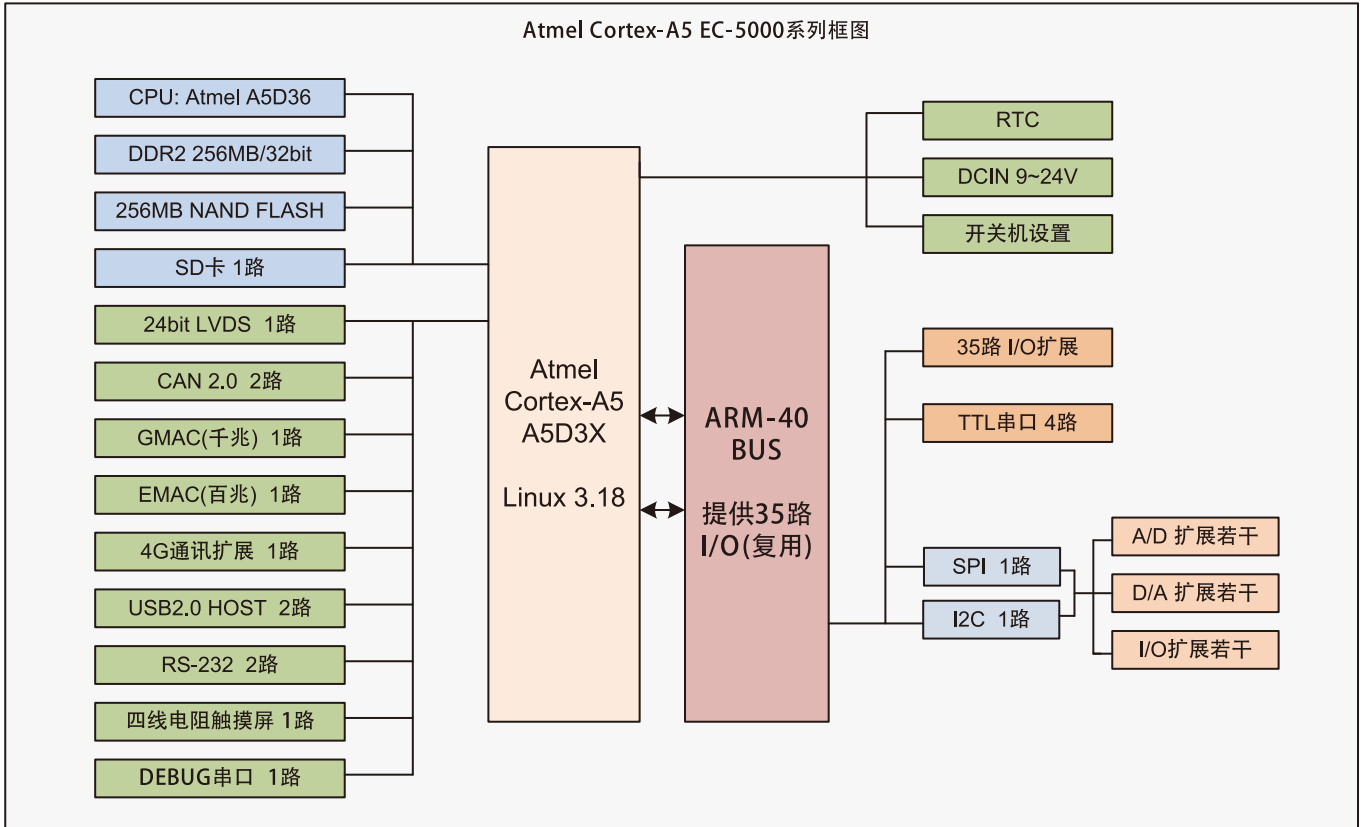 Atmel Cortex-A5 EC-5000系列框图
CPU: Atmel A5D36
DDR2 256MB/32bit
256MB NAND FLASH
SD卡 1路
24bit LVDS 1路
CAN 2.0 2路
GMAC(千兆) 1路
EMAC(百兆) 1路
4G通讯扩展 1路
USB2.0 HOST 2路
RS-232 2路
四线电阻触摸屏 1路
DEBUG串口 1路
Atmel
Cortex-A5
A5D3X
Linux 3.18
ARM-40
BUS
提供35路
I/O(复用)
RTC
DCIN 9~24V
开关机设置
35路 I/O扩展
TTL串口 4路
SPI 1路
I2C 1路
A/D 扩展若干
D/A 扩展若干
I/O扩展若干